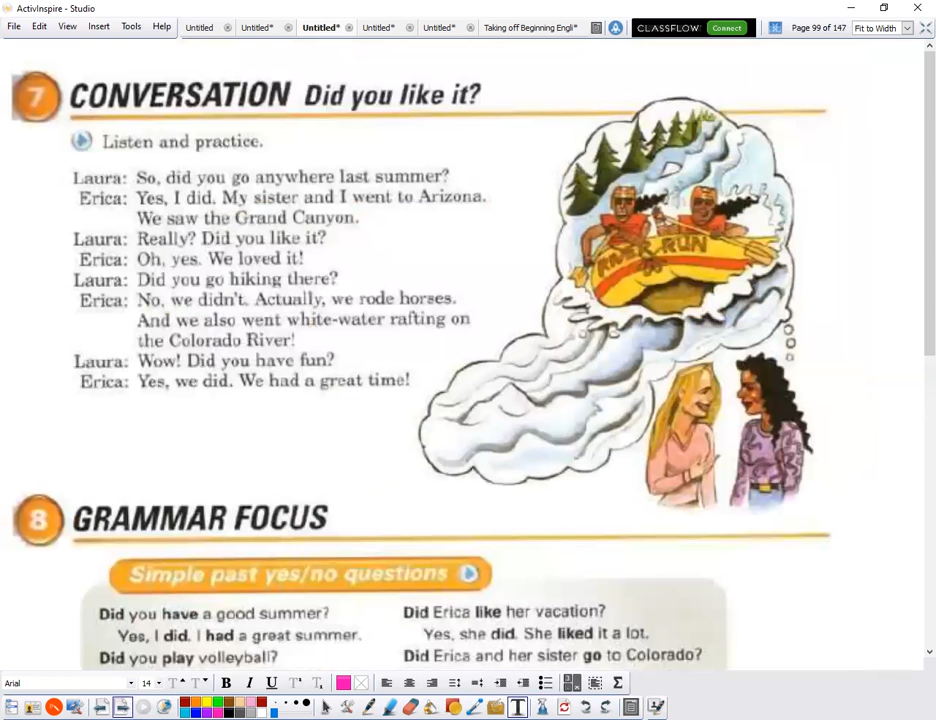 ActivInspire - Studio
File Edit View Insert Tools Help Untitled Untitled* Untitled* Untitled* Untitled* Taking off Beginning Engli* CLASSFLOW Connect Page 99 of 147 Fit to Width
7 CONVERSATION Did you like it?
Listen and practice.
Laura: So, did you go anywhere last summer?
Erica: Yes, I did. My sister and I went to Arizona.
We saw the Grand Canyon.
Laura: Really? Did you like it?
Erica: Oh, yes. We loved it!
Laura: Did you go hiking there?
Erica: No, we didn't. Actually, we rode horses.
And we also went white-water rafting on
the Colorado River!
Laura: Wow! Did you have fun?
Erica: Yes, we did. We had a great time!
RIVER RUN
8 GRAMMAR FOCUS
Simple past yes/no questions
Did you have a good summer?
Yes, I did. I had a great summer.
Did you play volleyball?
Did Erica like her vacation?
Yes, she did. She liked it a lot.
Did Erica and her sister go to Colorado?
Arial 14 T T B I U T T Σ
T